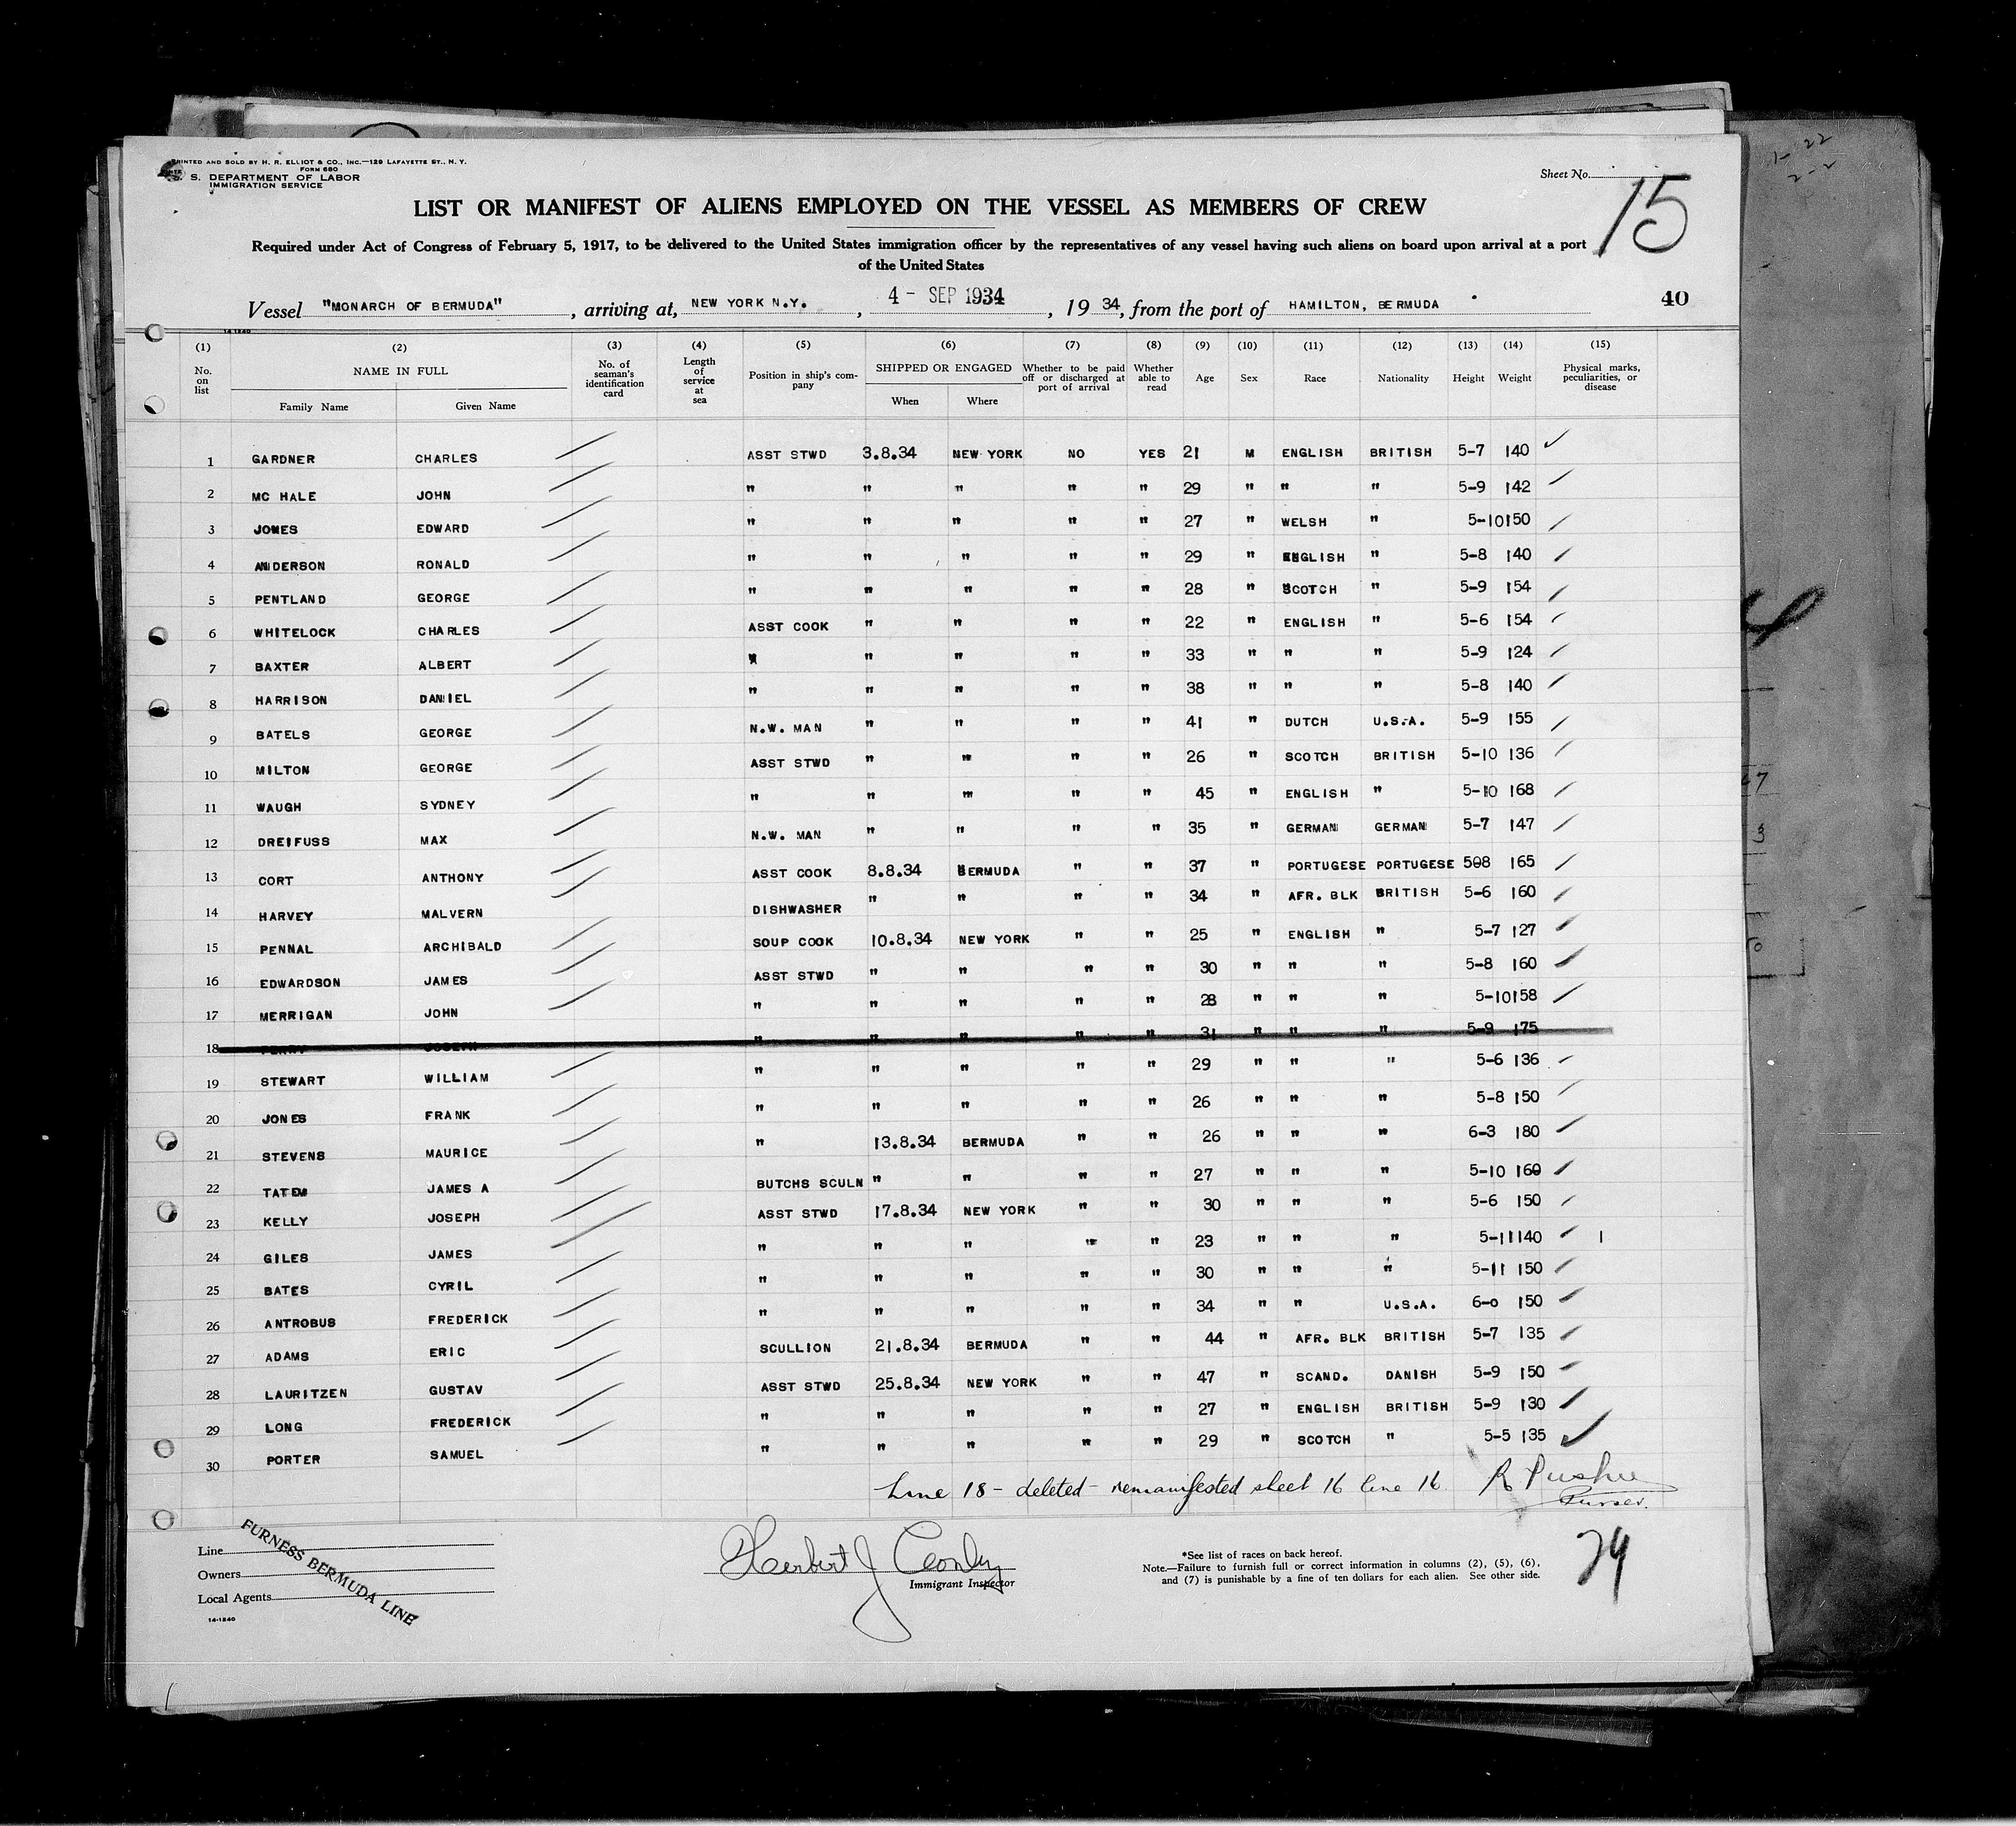 PRINTED AND SOLD BY H. R. ELLIOT & CO., INC.—129 LAFAYETTE ST., N. Y.
FORM 680
S. DEPARTMENT OF LABOR
IMMIGRATION SERVICE
Sheet No. 15
LIST OR MANIFEST OF ALIENS EMPLOYED ON THE VESSEL AS MEMBERS OF CREW
Required under Act of Congress of February 5, 1917, to be delivered to the United States immigration officer by the representatives of any vessel having such aliens on board upon arrival at a port
of the United States
Vessel "MONARCH OF BERMUDA", arriving at, NEW YORK N.Y., 4 - SEP 1934, 19 34, from the port of HAMILTON, BERMUDA 40
14-1240
(1) (2) (3) (4) (5) (6) (7) (8) (9) (10) (11) (12) (13) (14) (15)
No. on list NAME IN FULL Family Name Given Name No. of seaman's identification card Length of service at sea Position in ship's company SHIPPED OR ENGAGED When Where Whether to be paid off or discharged at port of arrival Whether able to read Age Sex Race Nationality Height Weight Physical marks, peculiarities, or disease
1 GARDNER CHARLES ASST STWD 3.8.34 NEW YORK NO YES 21 M ENGLISH BRITISH 5-7 140
2 MC HALE JOHN " " " " " 29 " " " 5-9 142
3 JONES EDWARD " " " " " 27 " WELSH " 5-10 150
4 ANDERSON RONALD " " " " " 29 " ENGLISH " 5-8 140
5 PENTLAND GEORGE " " " " " 28 " SCOTCH " 5-9 154
6 WHITELOCK CHARLES ASST COOK " " " " 22 " ENGLISH " 5-6 154
7 BAXTER ALBERT " " " " " 33 " " " 5-9 124
8 HARRISON DANIEL " " " " " 38 " " " 5-8 140
9 BATELS GEORGE N.W. MAN " " " " 41 " DUTCH U.S.A. 5-9 155
10 MILTON GEORGE ASST STWD " " " " 26 " SCOTCH BRITISH 5-10 136
11 WAUGH SYDNEY " " " " " 45 " ENGLISH " 5-10 168
12 DREIFUSS MAX N.W. MAN " " " " 35 " GERMAN GERMAN 5-7 147
13 CORT ANTHONY ASST COOK 8.8.34 BERMUDA " " 37 " PORTUGESE PORTUGESE 508 165
14 HARVEY MALVERN DISHWASHER " " " " 34 " AFR. BLK BRITISH 5-6 160
15 PENNAL ARCHIBALD SOUP COOK 10.8.34 NEW YORK " " 25 " ENGLISH " 5-7 127
16 EDWARDSON JAMES ASST STWD " " " " 30 " " " 5-8 160
17 MERRIGAN JOHN " " " " " 28 " " " 5-10 158
18 PERRY JOSEPH " " " " " 31 " " " 5-9 175
19 STEWART WILLIAM " " " " " 29 " " " 5-6 136
20 JONES FRANK " " " " " 26 " " " 5-8 150
21 STEVENS MAURICE " 13.8.34 BERMUDA " " 26 " " " 6-3 180
22 TATEM JAMES A BUTCHS SCULN " " " " 27 " " " 5-10 160
23 KELLY JOSEPH ASST STWD 17.8.34 NEW YORK " " 30 " " " 5-6 150
24 GILES JAMES " " " " " 23 " " " 5-11 140 1
25 BATES CYRIL " " " " " 30 " " " 5-11 150
26 ANTROBUS FREDERICK " " " " " 34 " " U.S.A. 6-0 150
27 ADAMS ERIC SCULLION 21.8.34 BERMUDA " " 44 " AFR. BLK BRITISH 5-7 135
28 LAURITZEN GUSTAV ASST STWD 25.8.34 NEW YORK " " 47 " SCAND. DANISH 5-9 150
29 LONG FREDERICK " " " " " 27 " ENGLISH BRITISH 5-9 130
30 PORTER SAMUEL " " " " " 29 " SCOTCH " 5-5 135
Line 18 - deleted - remanifested sheet 16 line 16.
Purser.
Line
Owners
Local Agents
FURNESS BERMUDA LINE
14-1240
Herbert J
Immigrant Inspector
*See list of races on back hereof.
Note.—Failure to furnish full or correct information in columns (2), (5), (6),
and (7) is punishable by a fine of ten dollars for each alien. See other side.